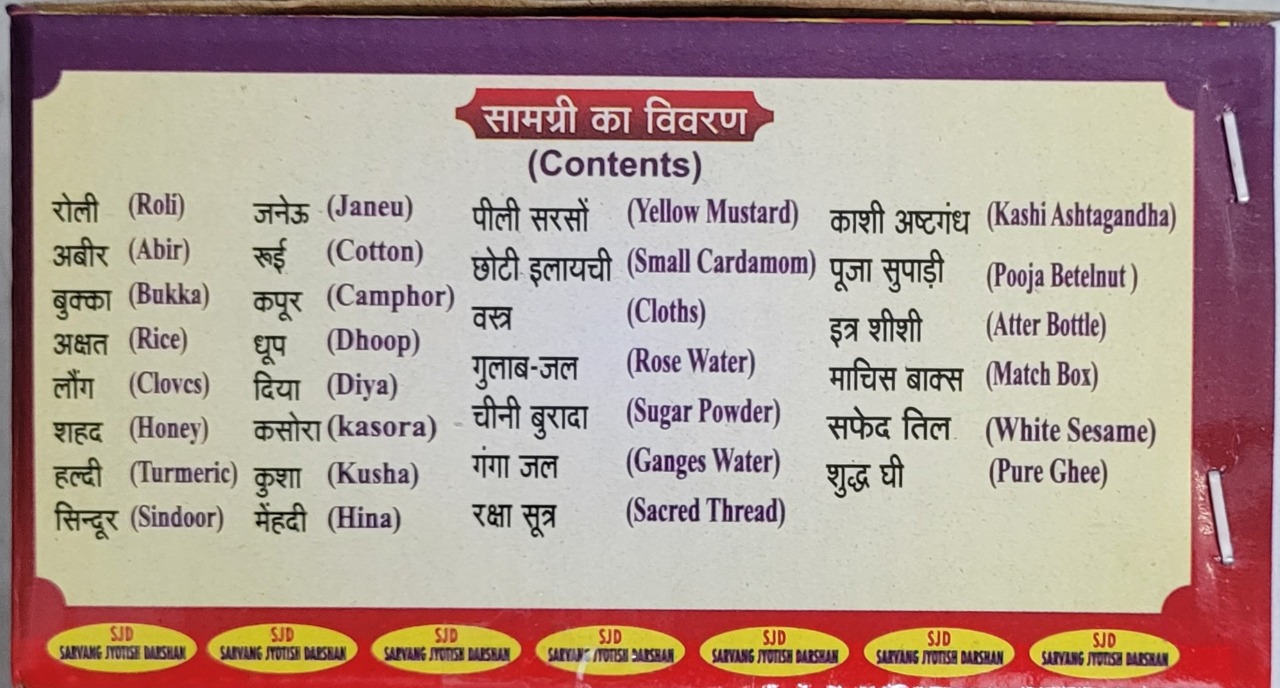 सामग्री का विवरण
(Contents)
रोली (Roli)
अबीर (Abir)
बुक्का (Bukka)
अक्षत (Rice)
लौंग (Cloves)
शहद (Honey)
हल्दी (Turmeric)
सिन्दूर (Sindoor)
जनेऊ (Janeu)
रूई (Cotton)
कपूर (Camphor)
धूप (Dhoop)
दिया (Diya)
कसोरा (kasora)
कुशा (Kusha)
मेंहदी (Hina)
पीली सरसों (Yellow Mustard)
छोटी इलायची (Small Cardamom)
वस्त्र (Cloths)
गुलाब-जल (Rose Water)
चीनी बुरादा (Sugar Powder)
गंगा जल (Ganges Water)
रक्षा सूत्र (Sacred Thread)
काशी अष्टगंध (Kashi Ashtagandha)
पूजा सुपाड़ी (Pooja Betelnut )
इत्र शीशी (Atter Bottle)
माचिस बाक्स (Match Box)
सफेद तिल (White Sesame)
शुद्ध घी (Pure Ghee)
SJD SJD SJD SJD SJD SJD SJD
SARVANG JYOTISH DARSHAN SARVANG JYOTISH DARSHAN SARVANG JYOTISH DARSHAN SARVANG JYOTISH DARSHAN SARVANG JYOTISH DARSHAN SARVANG JYOTISH DARSHAN SARVANG JYOTISH DARSHAN